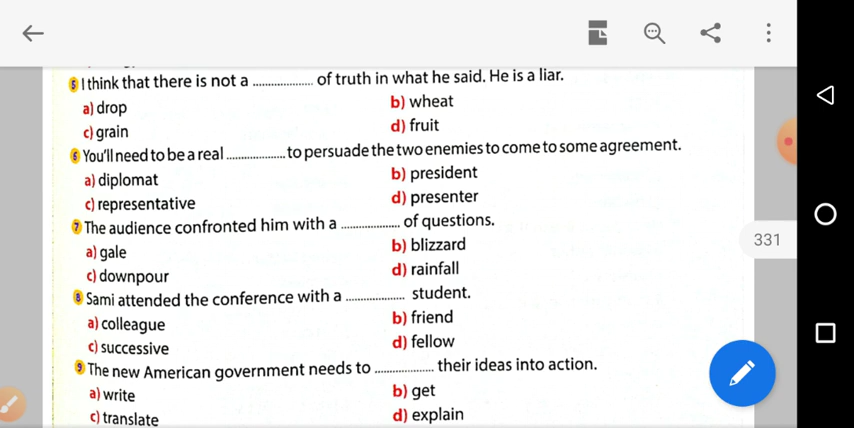 5 I think that there is not a .................. of truth in what he said. He is a liar.
a) drop b) wheat
c) grain d) fruit
6 You'll need to be a real .................. to persuade the two enemies to come to some agreement.
a) diplomat b) president
c) representative d) presenter
7 The audience confronted him with a .................. of questions.
a) gale b) blizzard
c) downpour d) rainfall
331
8 Sami attended the conference with a .................. student.
a) colleague b) friend
c) successive d) fellow
9 The new American government needs to .................. their ideas into action.
a) write b) get
c) translate d) explain